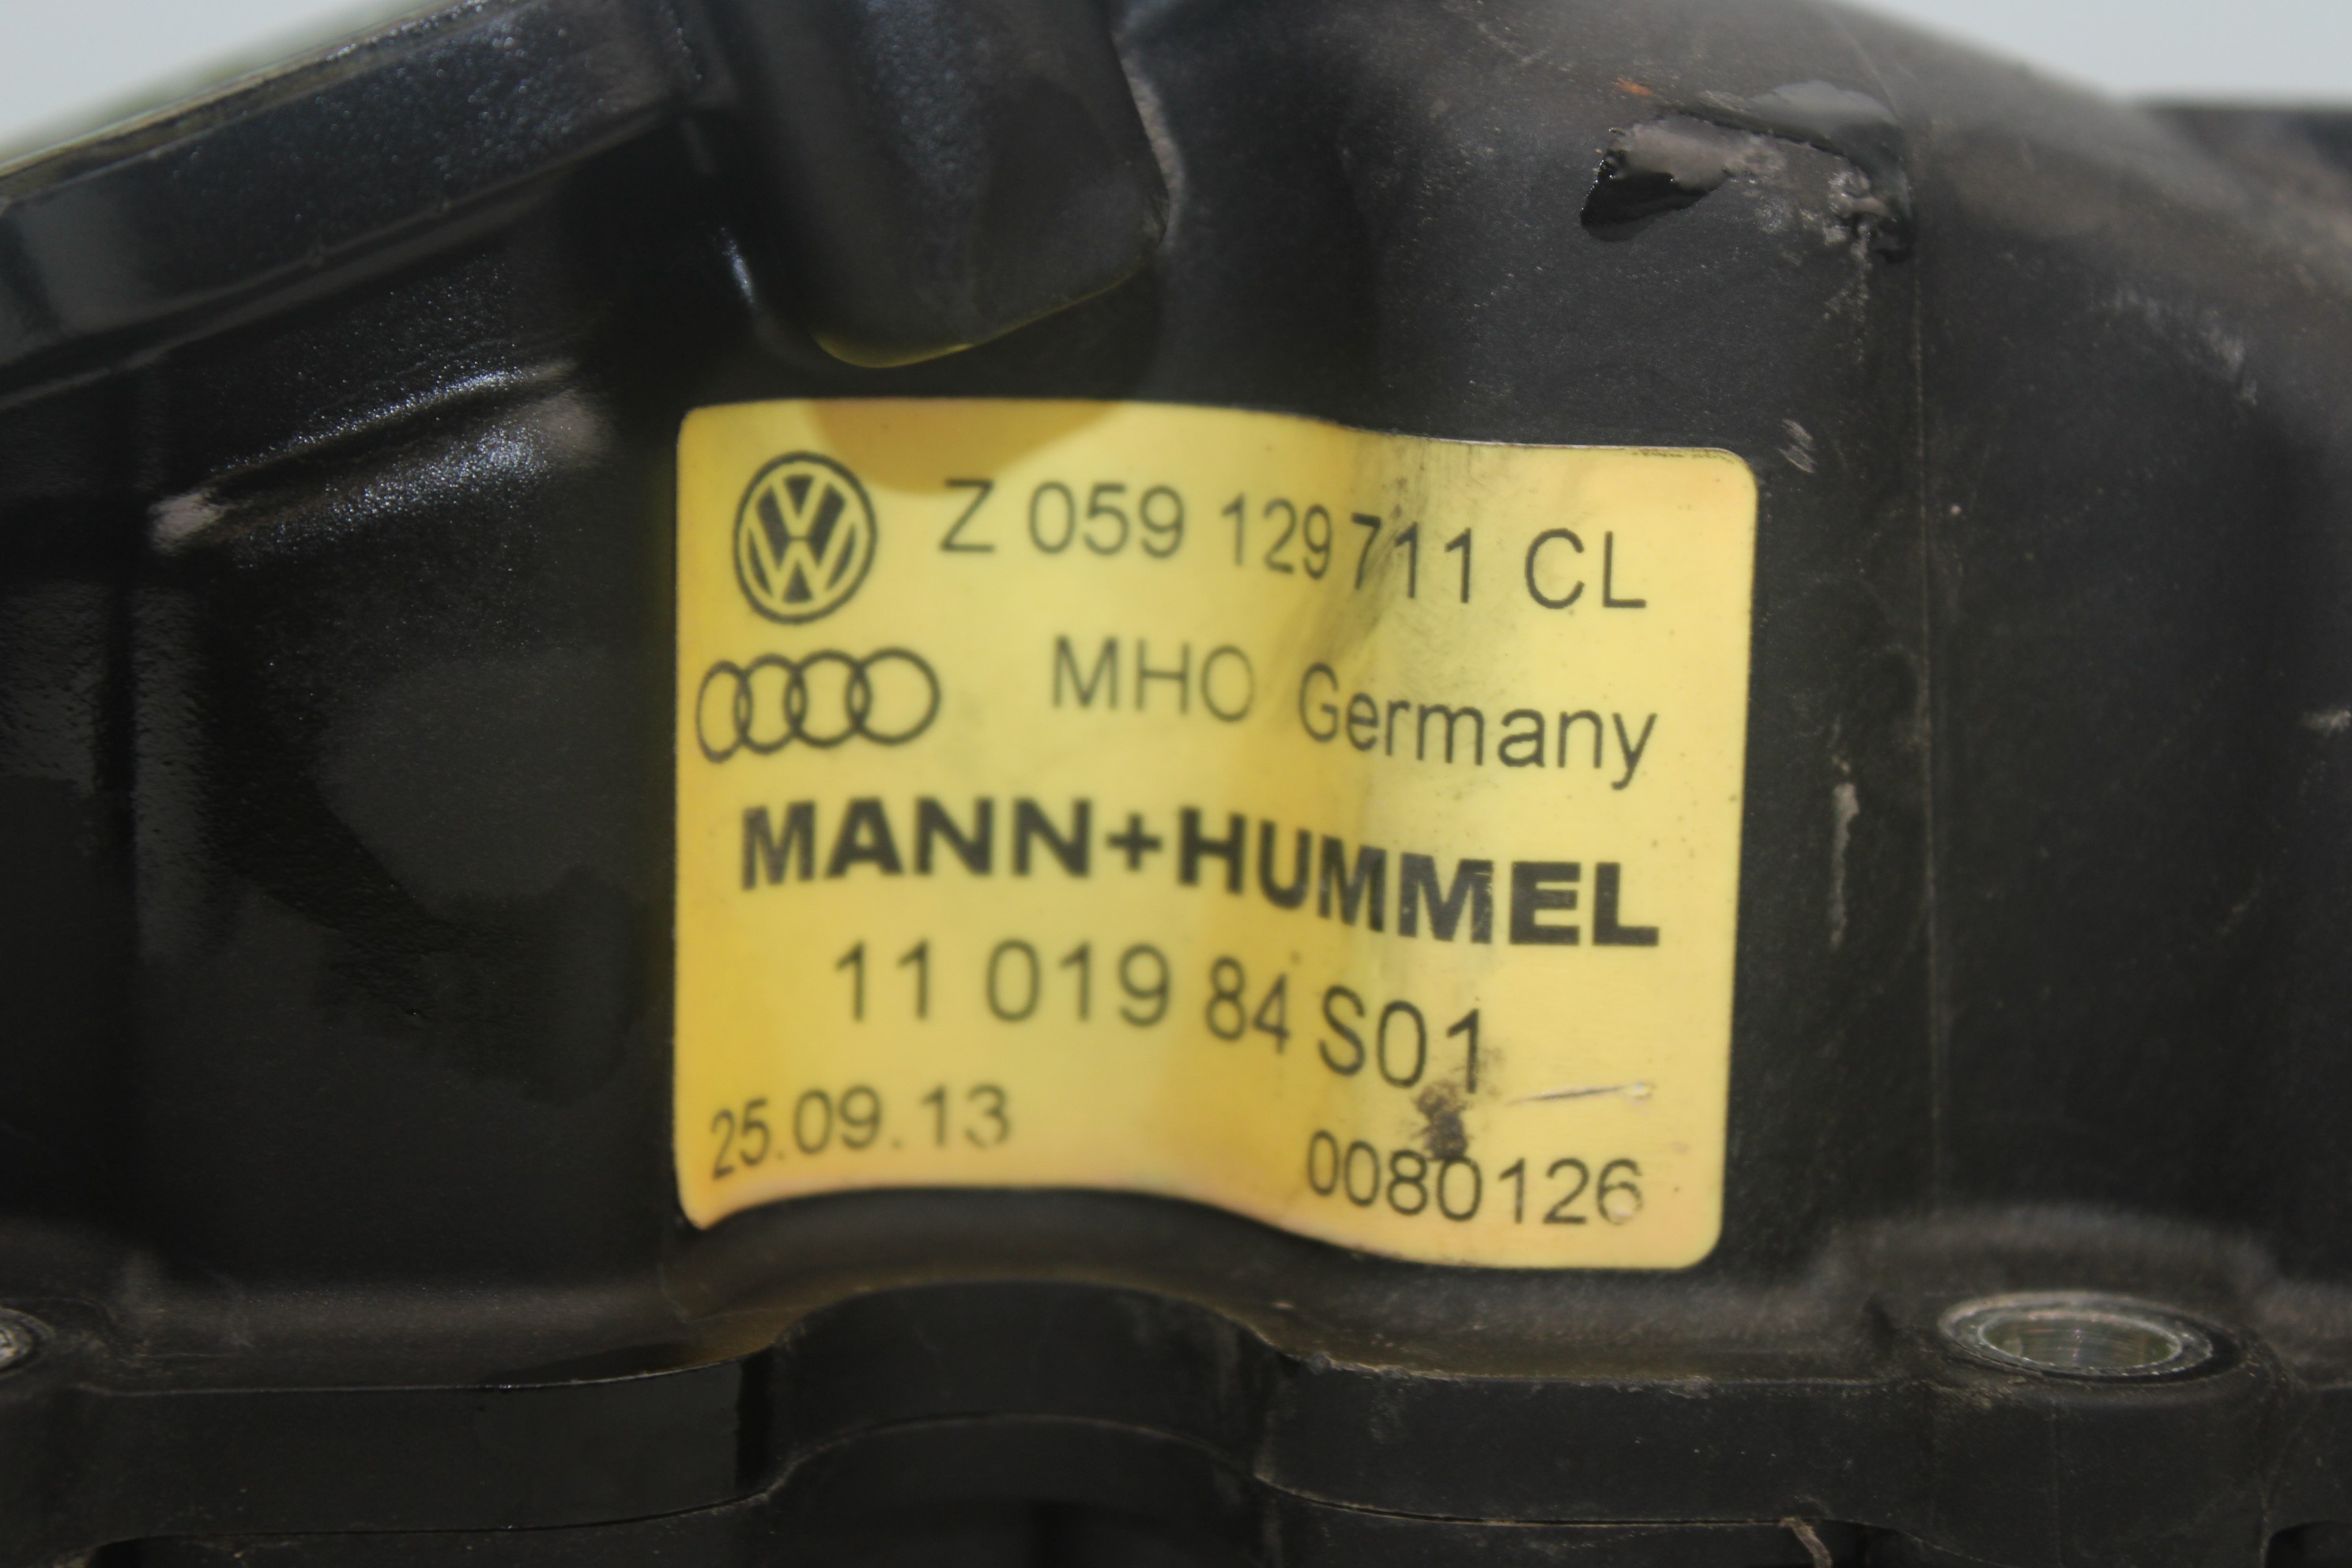 Z 059 129 711 CL
MHO Germany
MANN+HUMMEL
11 019 84 S01
25.09.13
0080126